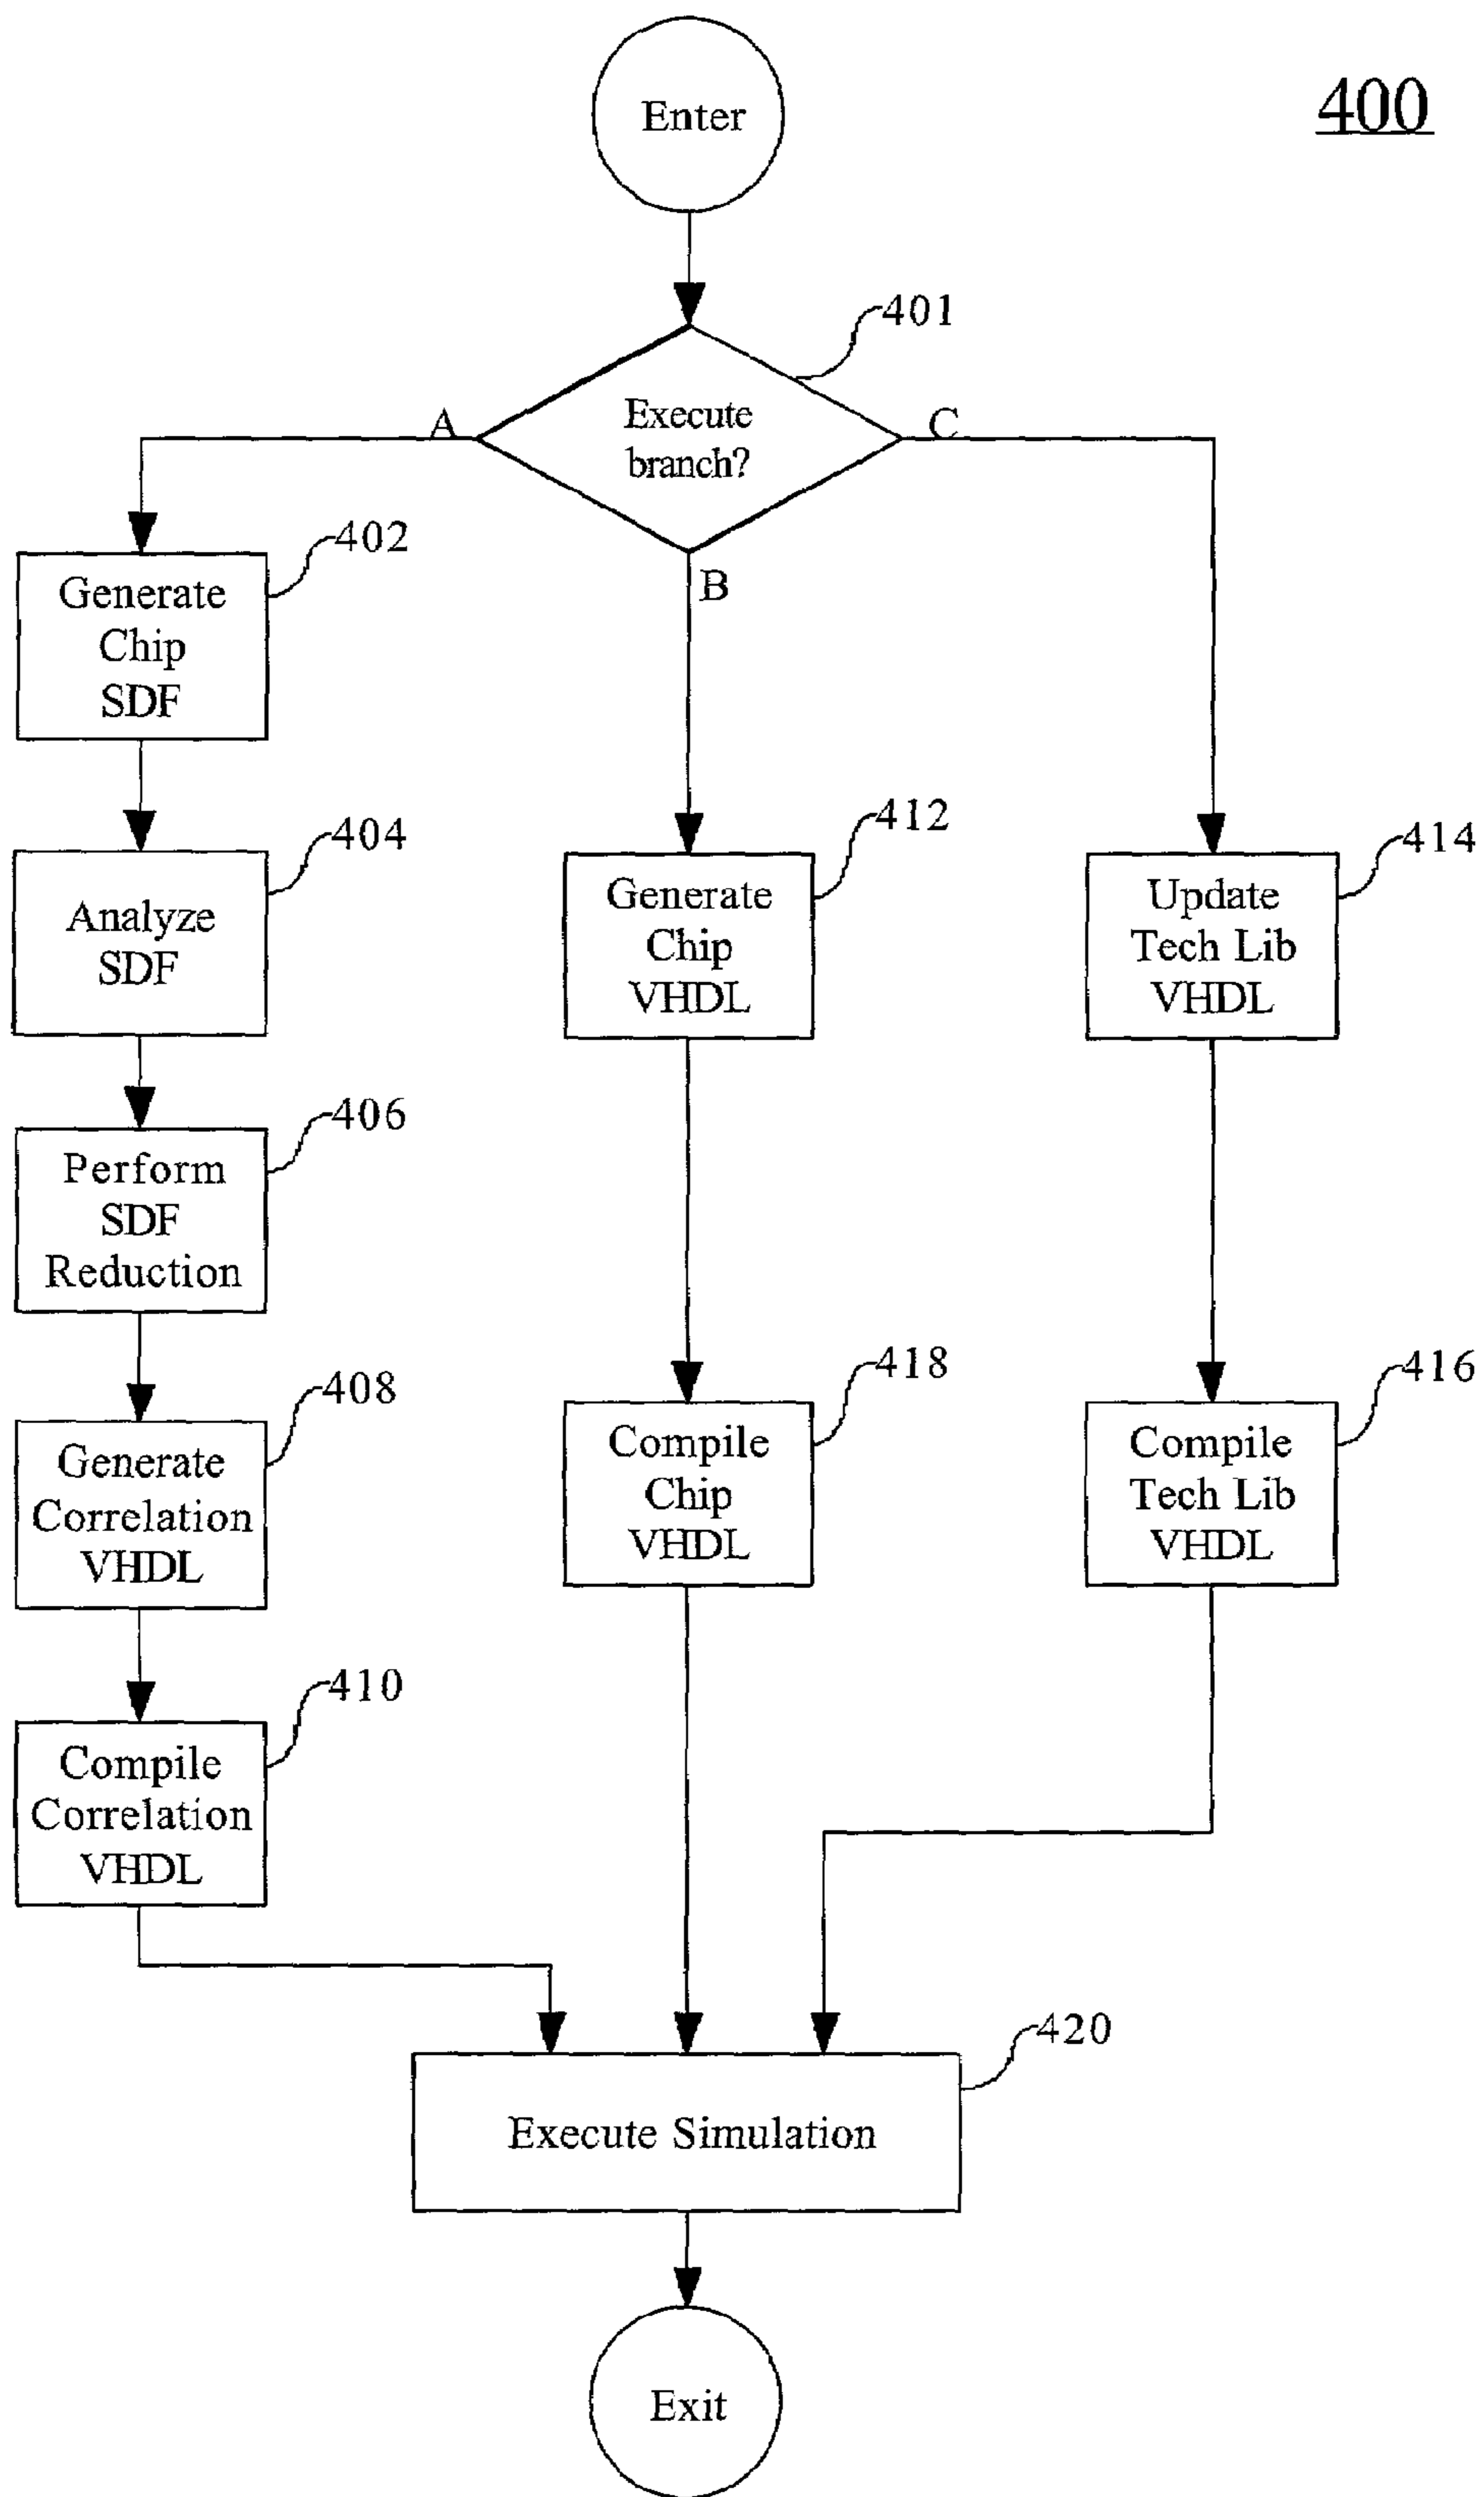 400
Enter
401
Execute
branch?
A
C
B
402
Generate
Chip
SDF
404
Analyze
SDF
412
Generate
Chip
VHDL
414
Update
Tech Lib
VHDL
406
Perform
SDF
Reduction
408
Generate
Correlation
VHDL
418
Compile
Chip
VHDL
416
Compile
Tech Lib
VHDL
410
Compile
Correlation
VHDL
420
Execute Simulation
Exit